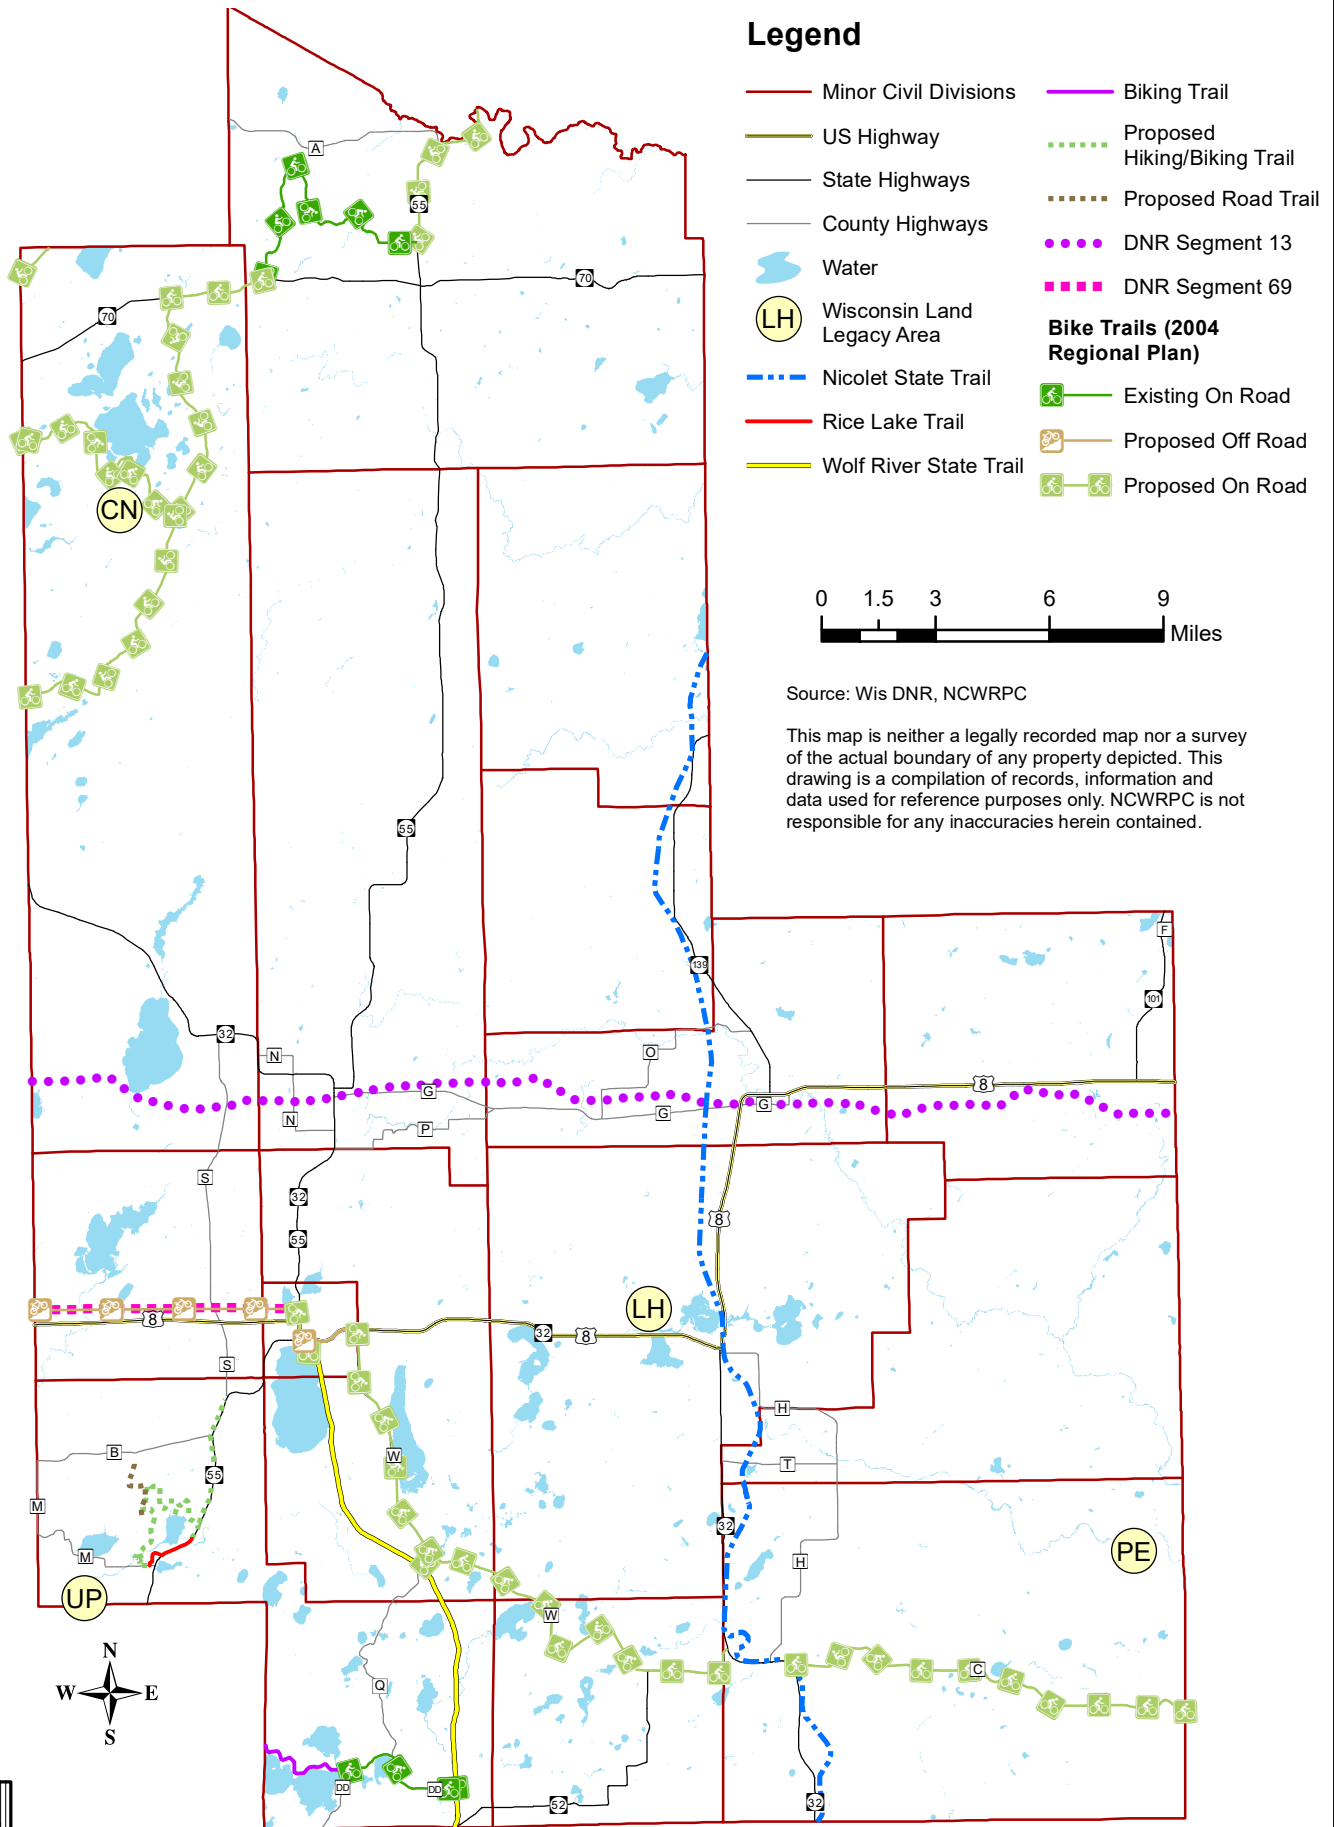 Legend
Minor Civil Divisions
US Highway
State Highways
County Highways
Water
LH
Wisconsin Land
Legacy Area
Nicolet State Trail
Rice Lake Trail
Wolf River State Trail
Biking Trail
Proposed
Hiking/Biking Trail
Proposed Road Trail
DNR Segment 13
DNR Segment 69
Bike Trails (2004
Regional Plan)
Existing On Road
Proposed Off Road
Proposed On Road
0 1.5 3 6 9
Miles
Source: Wis DNR, NCWRPC
This map is neither a legally recorded map nor a survey
of the actual boundary of any property depicted. This
drawing is a compilation of records, information and
data used for reference purposes only. NCWRPC is not
responsible for any inaccuracies herein contained.
A
55
70
70
CN
55
F
139
101
32
N
O
8
G
N
G
G
P
S
32
8
55
LH
8
32
8
S
H
B
W
T
55
M
32
M
H
PE
UP
W
N
W E
S
Q
C
DD
DD
52
32